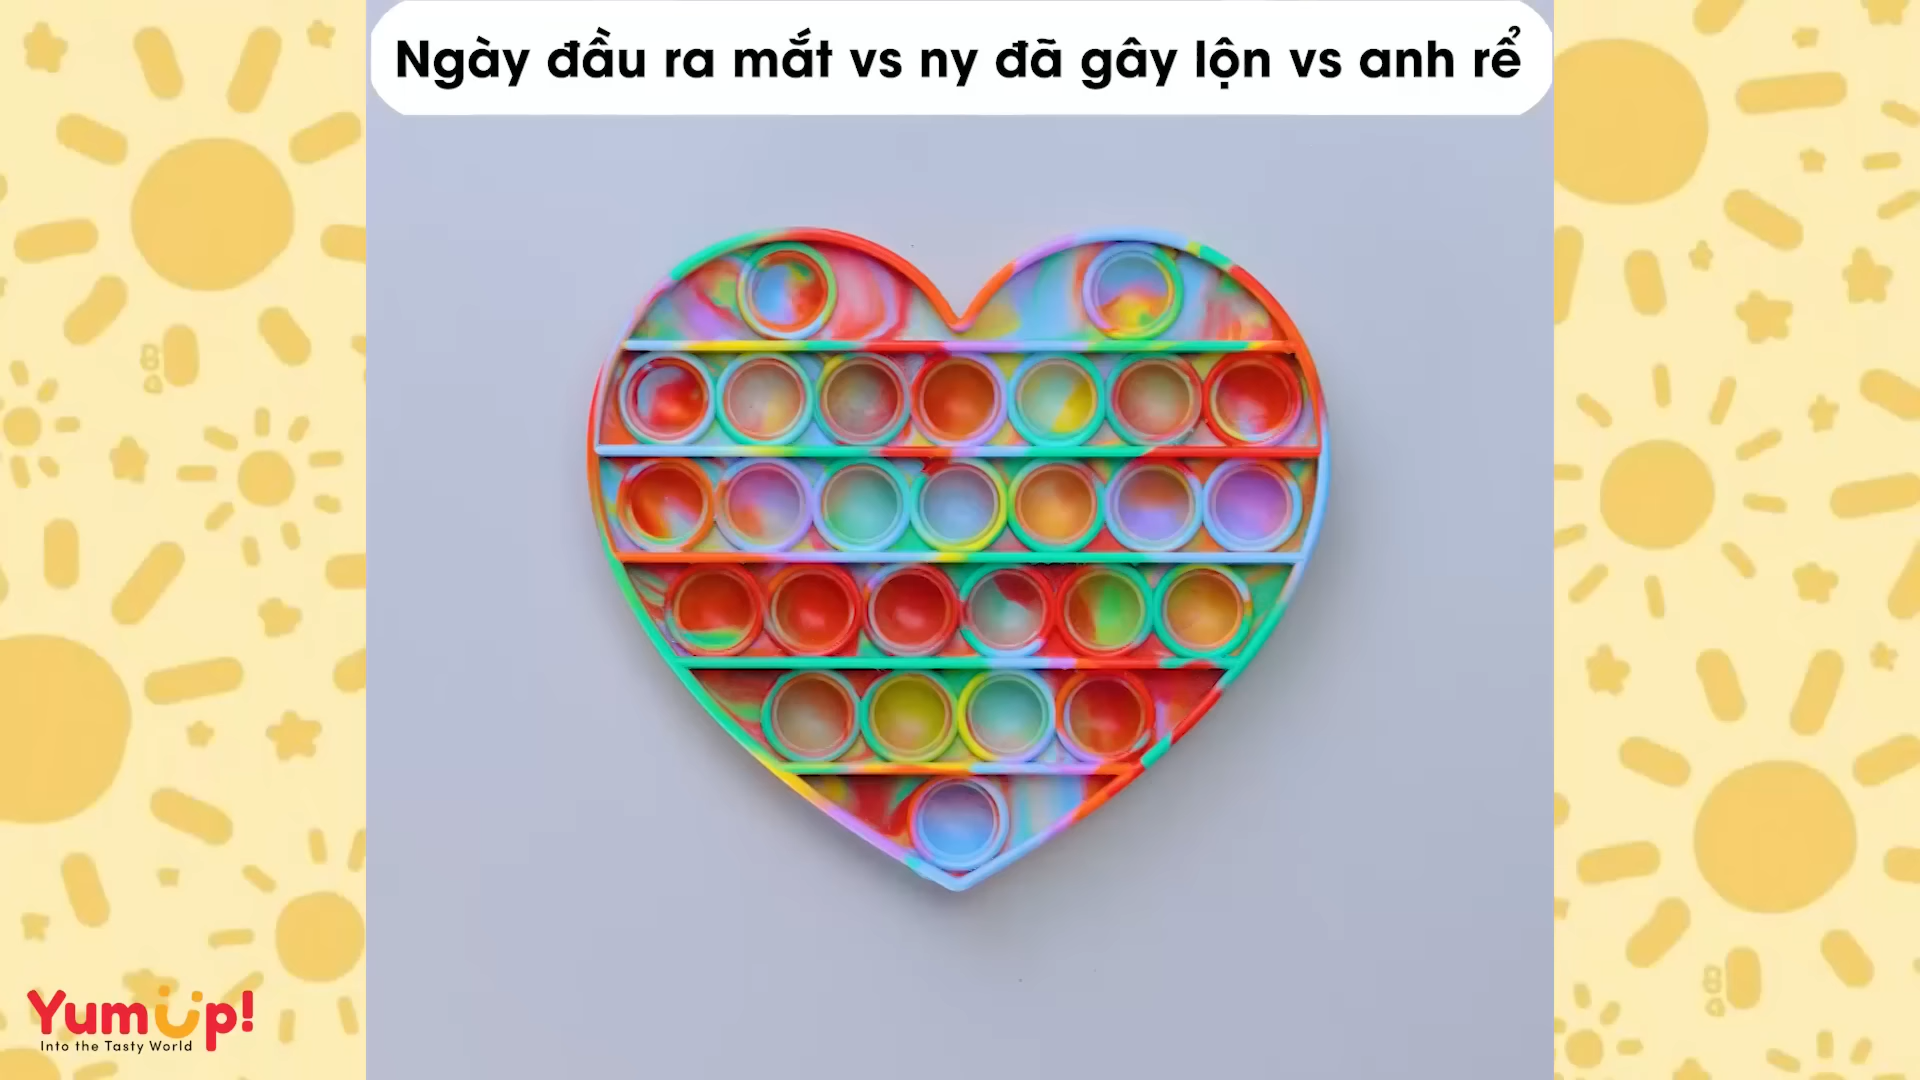 Ngày đầu ra mắt vs ny đã gây lộn vs anh rể
YumUp!
Into the Tasty World